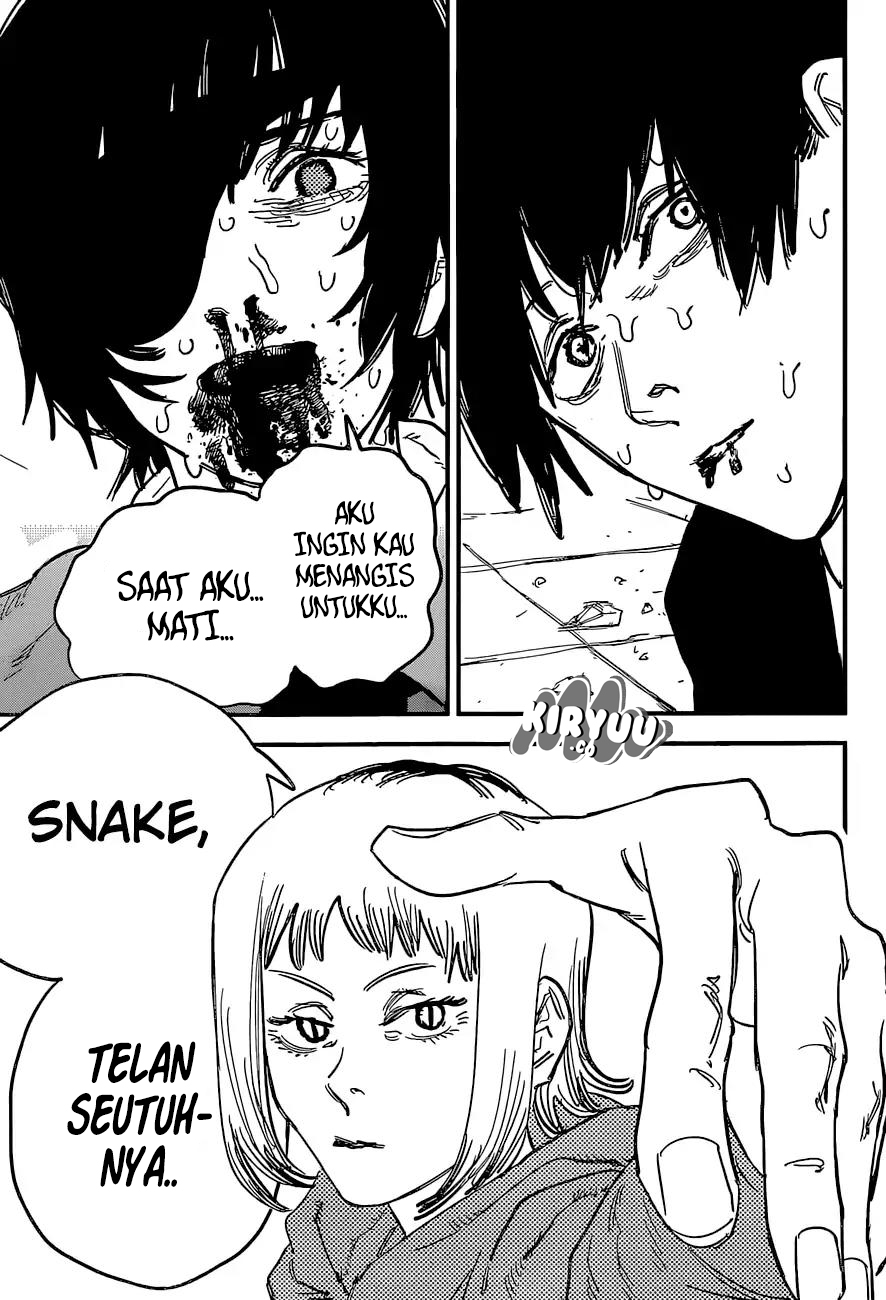 AKU
INGIN KAU
MENANGIS
UNTUKKU...
SAAT AKU...
MATI...
KIRYUU
.CO
SNAKE,
TELAN
SEUTUH-
NYA..